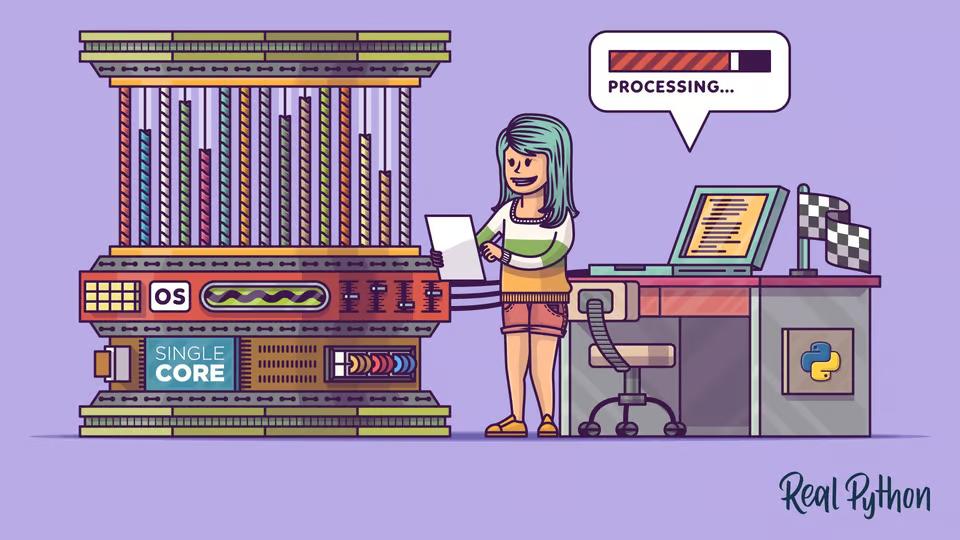 PROCESSING...
OS
SINGLE
CORE
Real Python